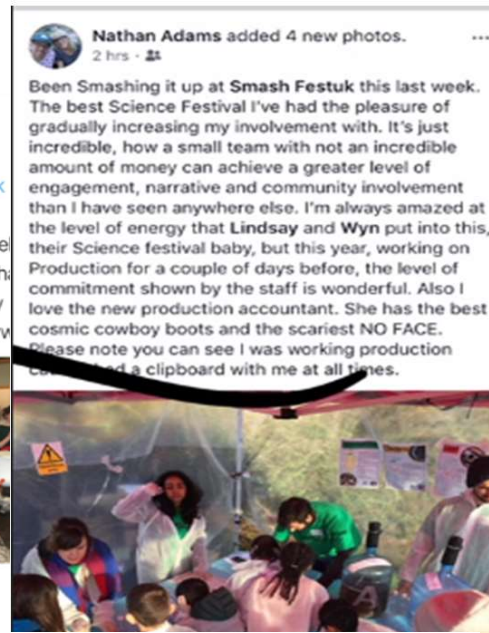 Nathan Adams added 4 new photos.
2 hrs
Been Smashing it up at Smash Festuk this last week.
The best Science Festival I've had the pleasure of
gradually increasing my involvement with. It's just
incredible, how a small team with not an incredible
amount of money can achieve a greater level of
engagement, narrative and community involvement
than I have seen anywhere else. I'm always amazed at
the level of energy that Lindsay and Wyn put into this,
their Science festival baby, but this year, working on
Production for a couple of days before, the level of
commitment shown by the staff is wonderful. Also I
love the new production accountant. She has the best
cosmic cowboy boots and the scariest NO FACE.
Please note you can see I was working production
a clipboard with me at all times.